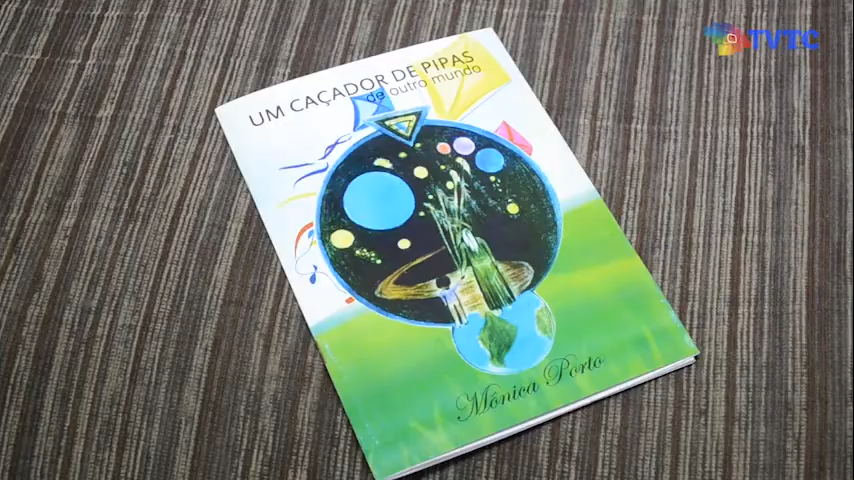 TVTC
UM CAÇADOR DE PIPAS
de outro mundo
Mônica Porto